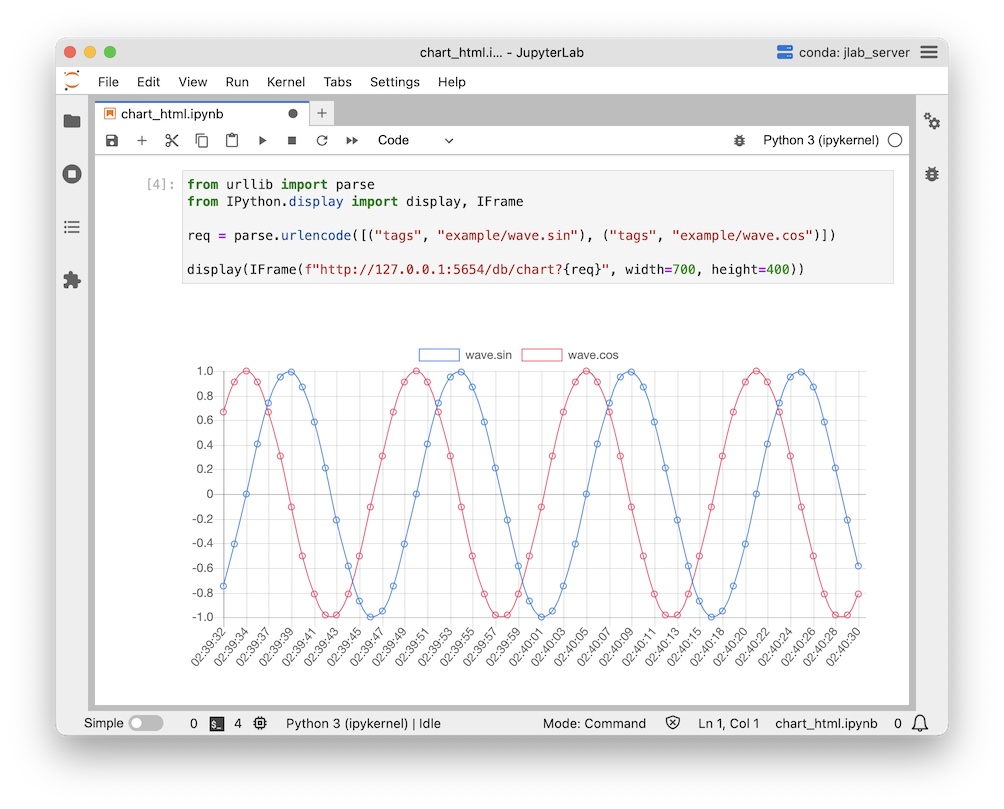 chart_html.i... - JupyterLab
conda: jlab_server
File Edit View Run Kernel Tabs Settings Help
chart_html.ipynb
Code
Python 3 (ipykernel)
[4]:
from urllib import parse
from IPython.display import display, IFrame
req = parse.urlencode([("tags", "example/wave.sin"), ("tags", "example/wave.cos")])
display(IFrame(f"http://127.0.0.1:5654/db/chart?{req}", width=700, height=400))
wave.sin wave.cos
1.0
0.8
0.6
0.4
0.2
0
-0.2
-0.4
-0.6
-0.8
-1.0
02:39:32 02:39:34 02:39:37 02:39:39 02:39:41 02:39:43 02:39:45 02:39:47 02:39:49 02:39:51 02:39:53 02:39:55 02:39:57 02:39:59 02:40:01 02:40:03 02:40:05 02:40:07 02:40:09 02:40:11 02:40:13 02:40:15 02:40:18 02:40:20 02:40:22 02:40:24 02:40:26 02:40:28 02:40:30
Simple 0 $_ 4 Python 3 (ipykernel) | Idle Mode: Command Ln 1, Col 1 chart_html.ipynb 0